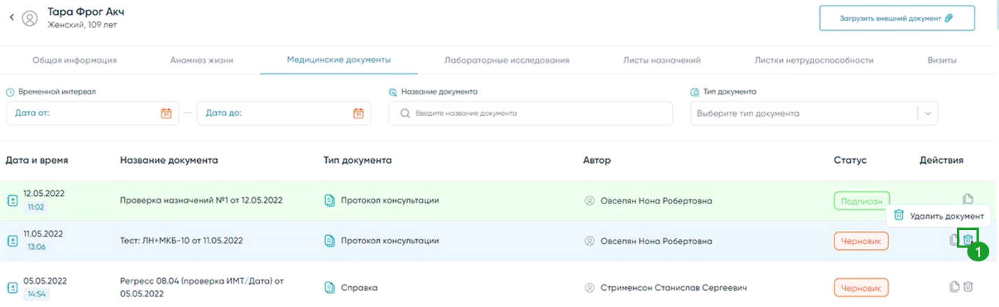 Тара Фрог Акч
Женский, 109 лет
Загрузить внешний документ
Общая информация Анамнез жизни Медицинские документы Лабораторные исследования Листы назначений Листки нетрудоспособности Визиты
Временной интервал Название документа Тип документа
Дата от: — Дата до: Введите название документа Выберите тип документа
Дата и время Название документа Тип документа Автор Статус Действия
12.05.2022
11:02 Проверка назначений №1 от 12.05.2022 Протокол консультации Овсепян Нона Робертовна Подписан
Удалить документ
11.05.2022
13:06 Тест: ЛН+МКБ-10 от 11.05.2022 Протокол консультации Овсепян Нона Робертовна Черновик
1
05.05.2022 Регресс 08.04 (проверка ИМТ/Дата) от
14:54 05.05.2022 Справка Стрименсон Станислав Сергеевич Черновик